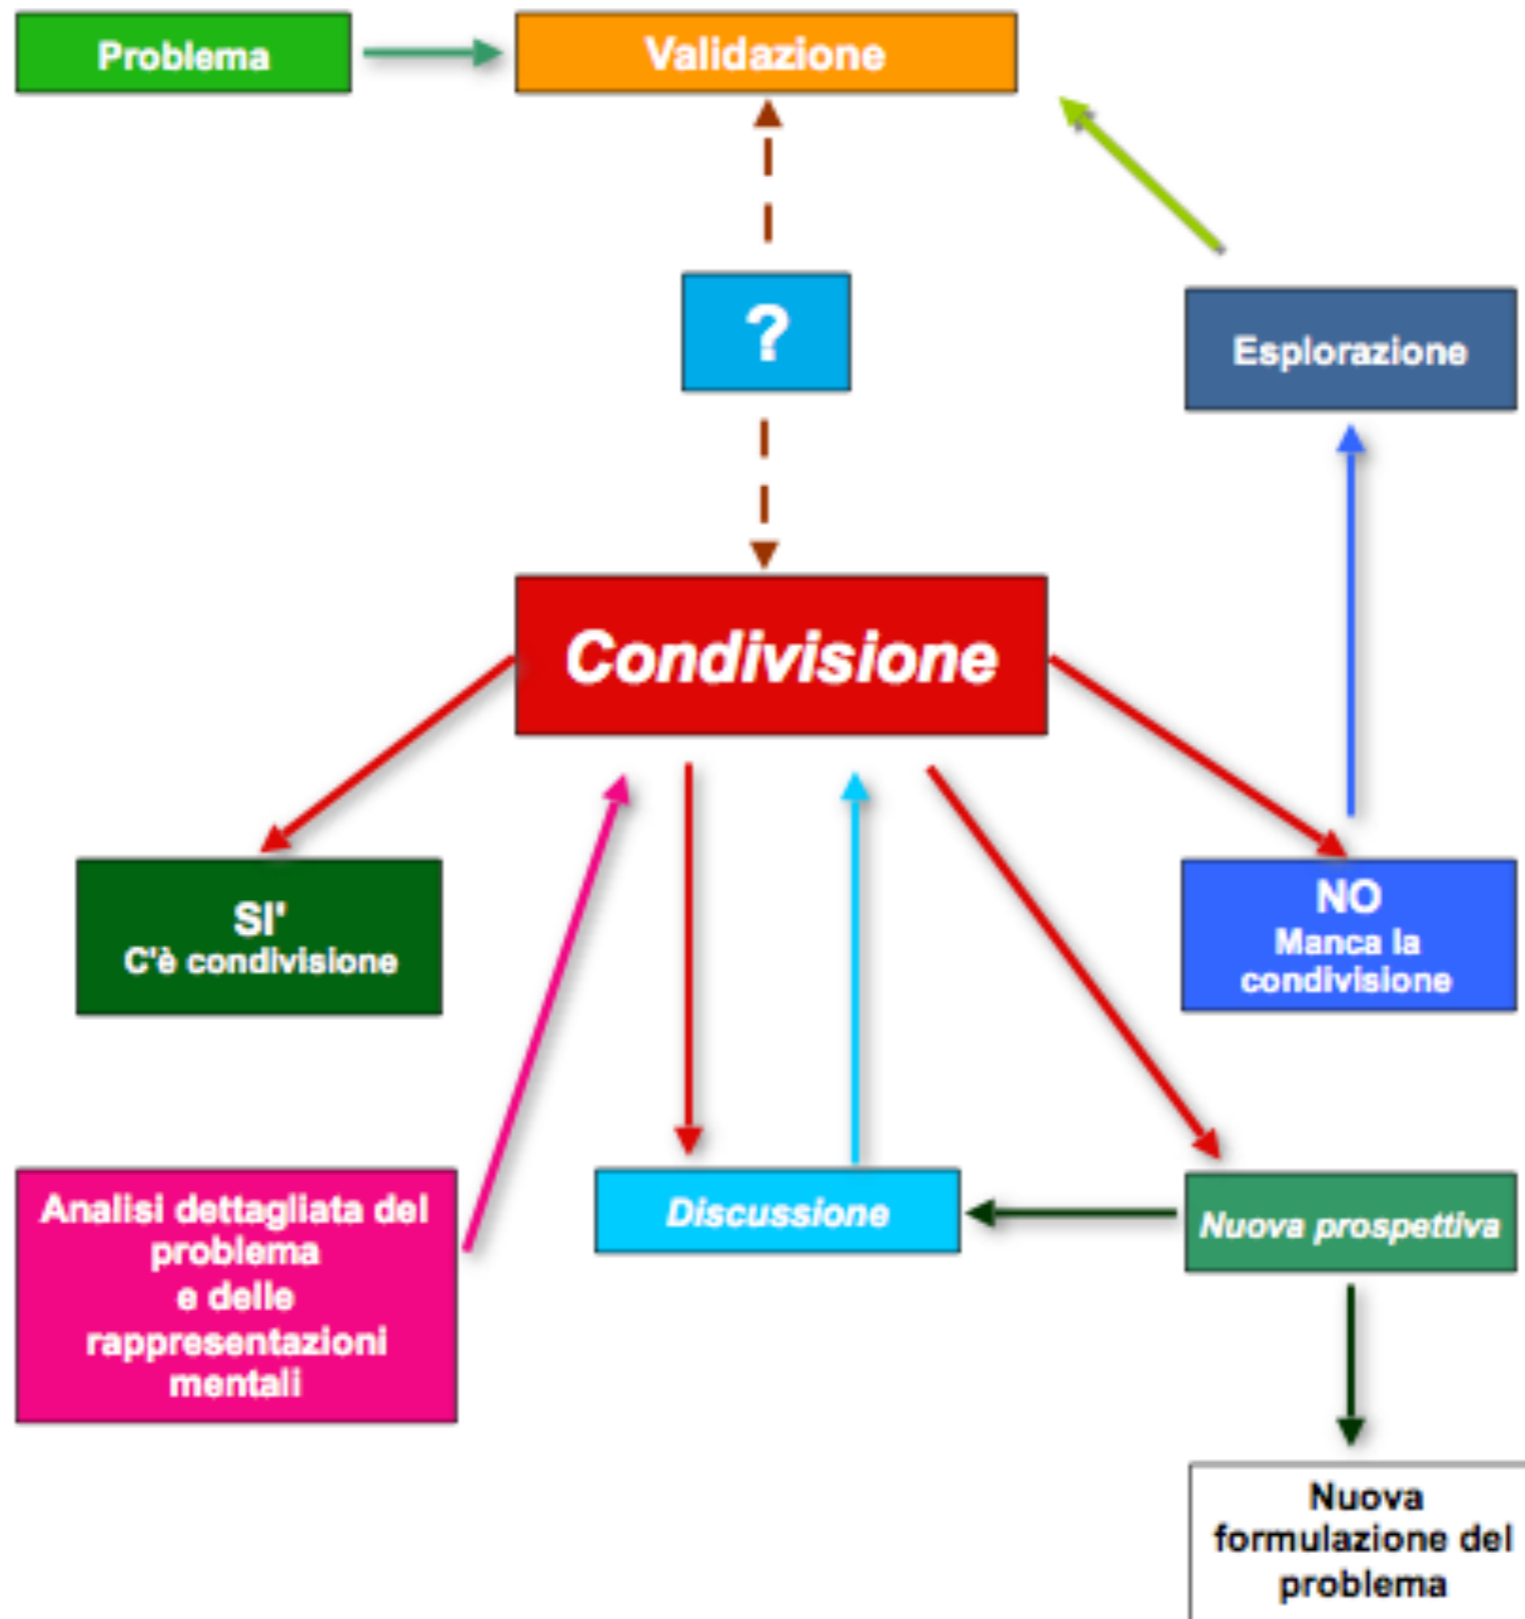 Problema
Validazione
?
Esplorazione
Condivisione
SI'
C'è condivisione
NO
Manca la
condivisione
Analisi dettagliata del
problema
e delle
rappresentazioni
mentali
Discussione
Nuova prospettiva
Nuova
formulazione del
problema